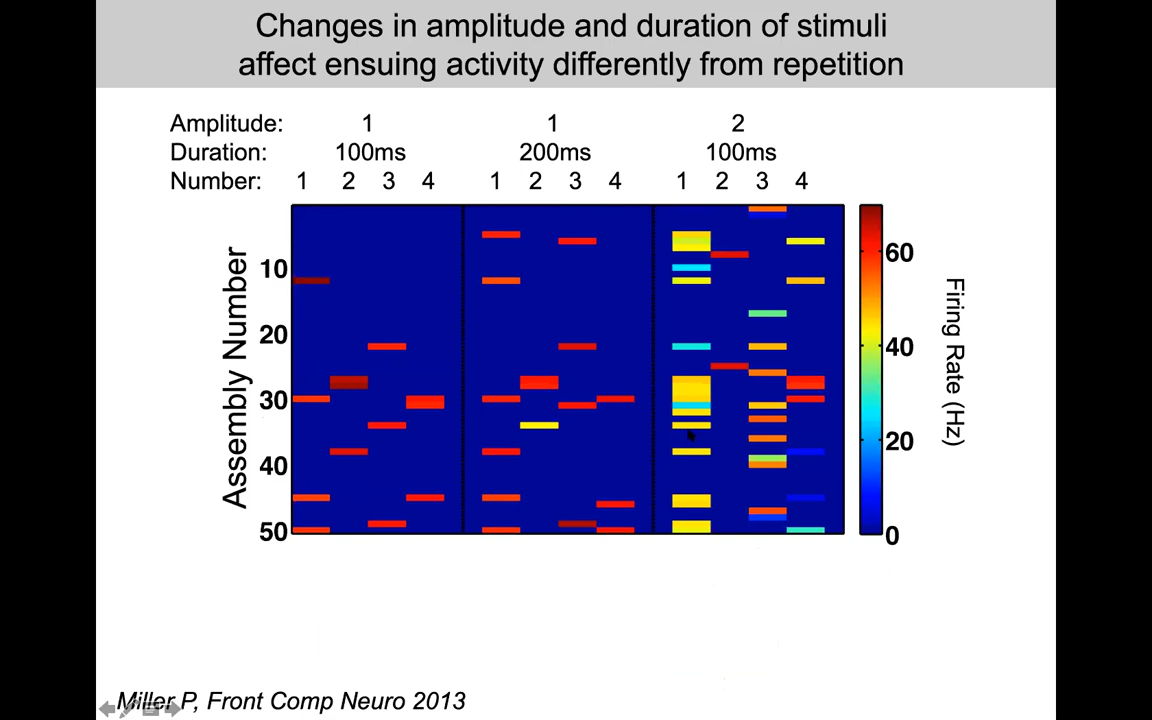 Changes in amplitude and duration of stimuli
affect ensuing activity differently from repetition
Amplitude: 1 1 2
Duration: 100ms 200ms 100ms
Number: 1 2 3 4 1 2 3 4 1 2 3 4
Assembly Number
10
20
30
40
50
60
40
20
0
Firing Rate (Hz)
Miller P, Front Comp Neuro 2013